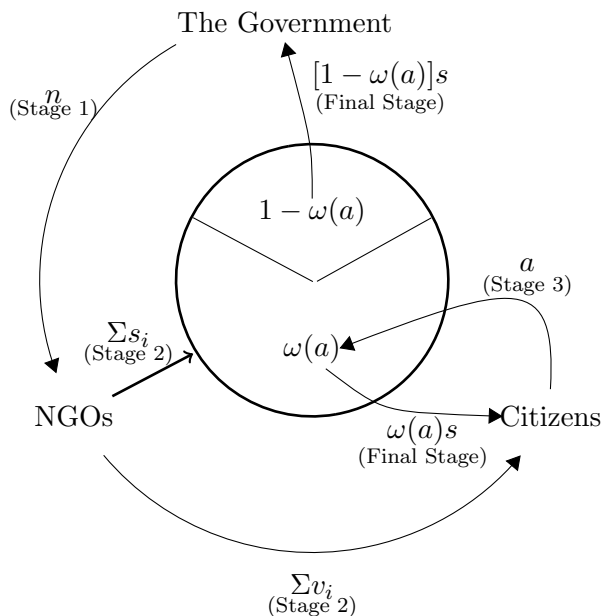 The Government
[1 − ω(a)]s
(Final Stage)
n
(Stage 1)
1 − ω(a)
a
(Stage 3)
Σs_i
(Stage 2)
ω(a)
NGOs
Citizens
ω(a)s
(Final Stage)
Σv_i
(Stage 2)